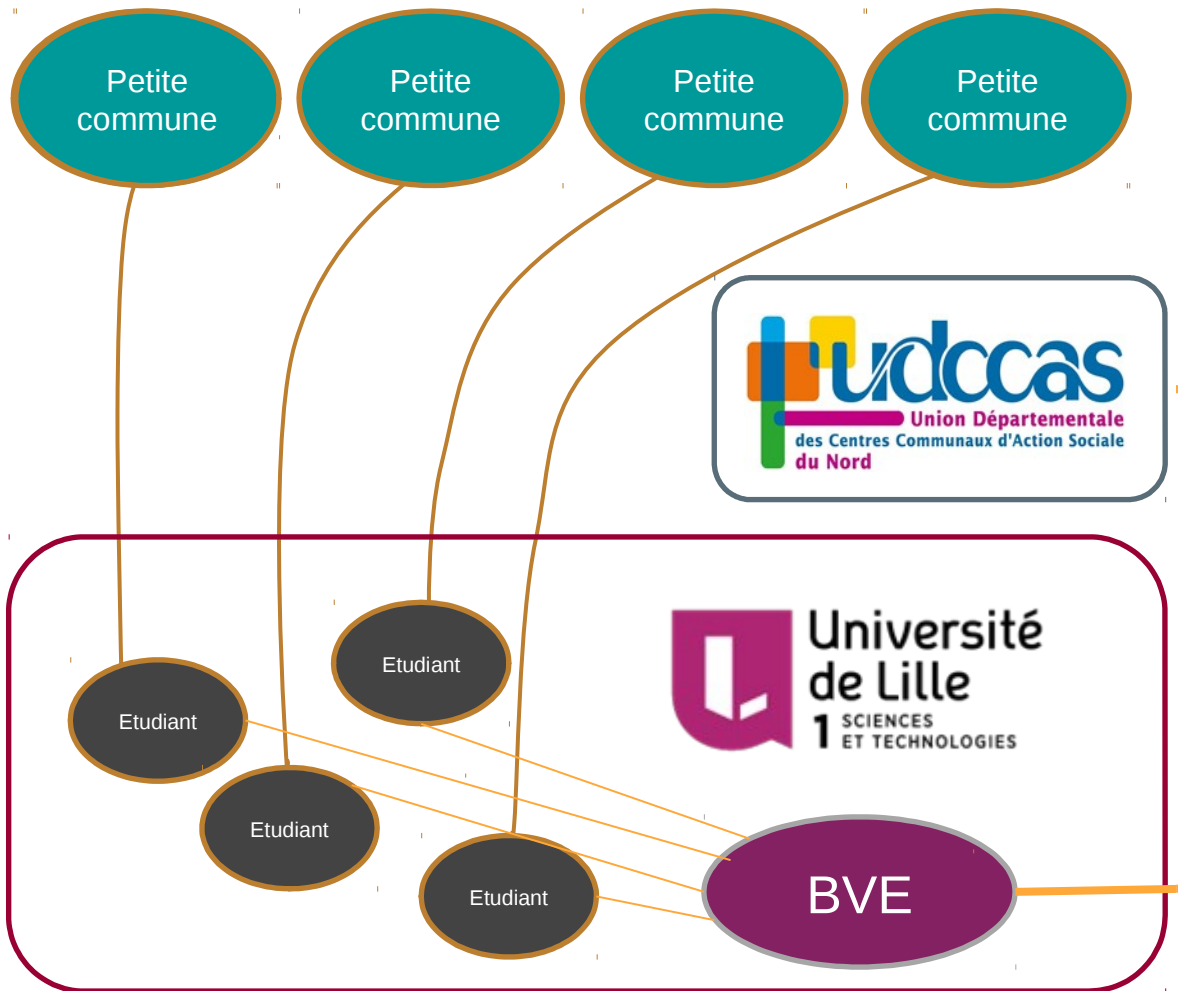 Petite
commune
Petite
commune
Petite
commune
Petite
commune
udccas
Union Départementale
des Centres Communaux d'Action Sociale
du Nord
Université
de Lille
1 SCIENCES
ET TECHNOLOGIES
Etudiant
Etudiant
Etudiant
Etudiant
BVE